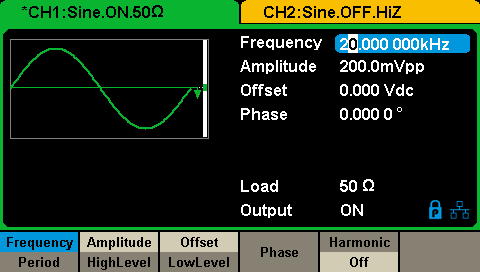 *CH1:Sine.ON.50Ω
CH2:Sine.OFF.HiZ
Frequency 20.000 000kHz
Amplitude 200.0mVpp
Offset 0.000 Vdc
Phase 0.000 0 °
Load 50 Ω
Output ON
Frequency Amplitude Offset Phase Harmonic
Period HighLevel LowLevel Off